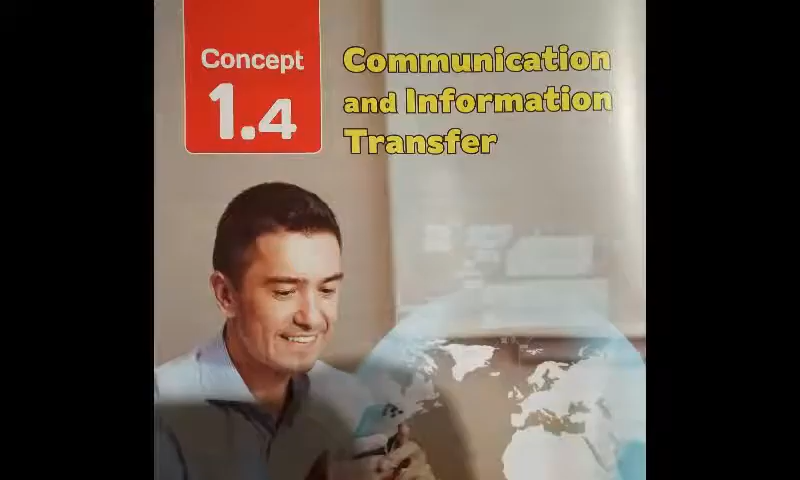 Concept
1.4
Communication
and Information
Transfer